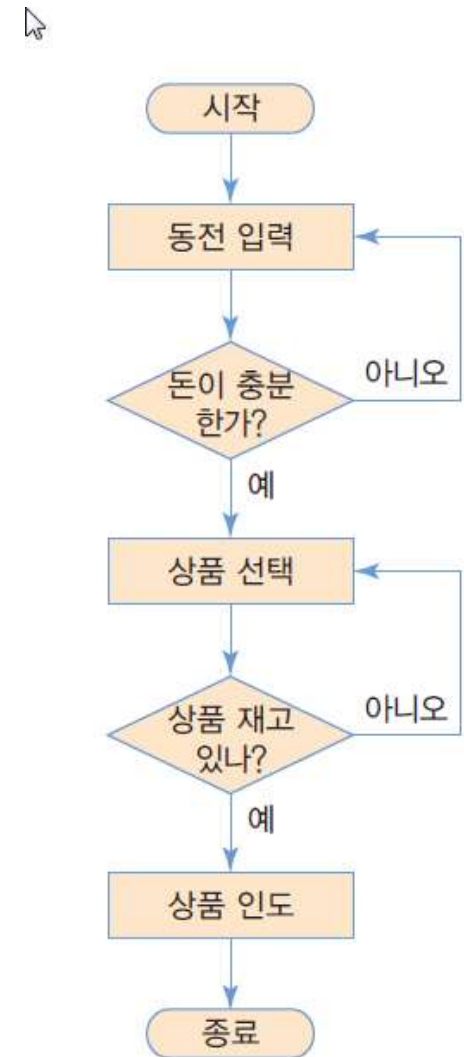 시작
동전 입력
돈이 충분
한가?
아니오
예
상품 선택
상품 재고
있나?
아니오
예
상품 인도
종료